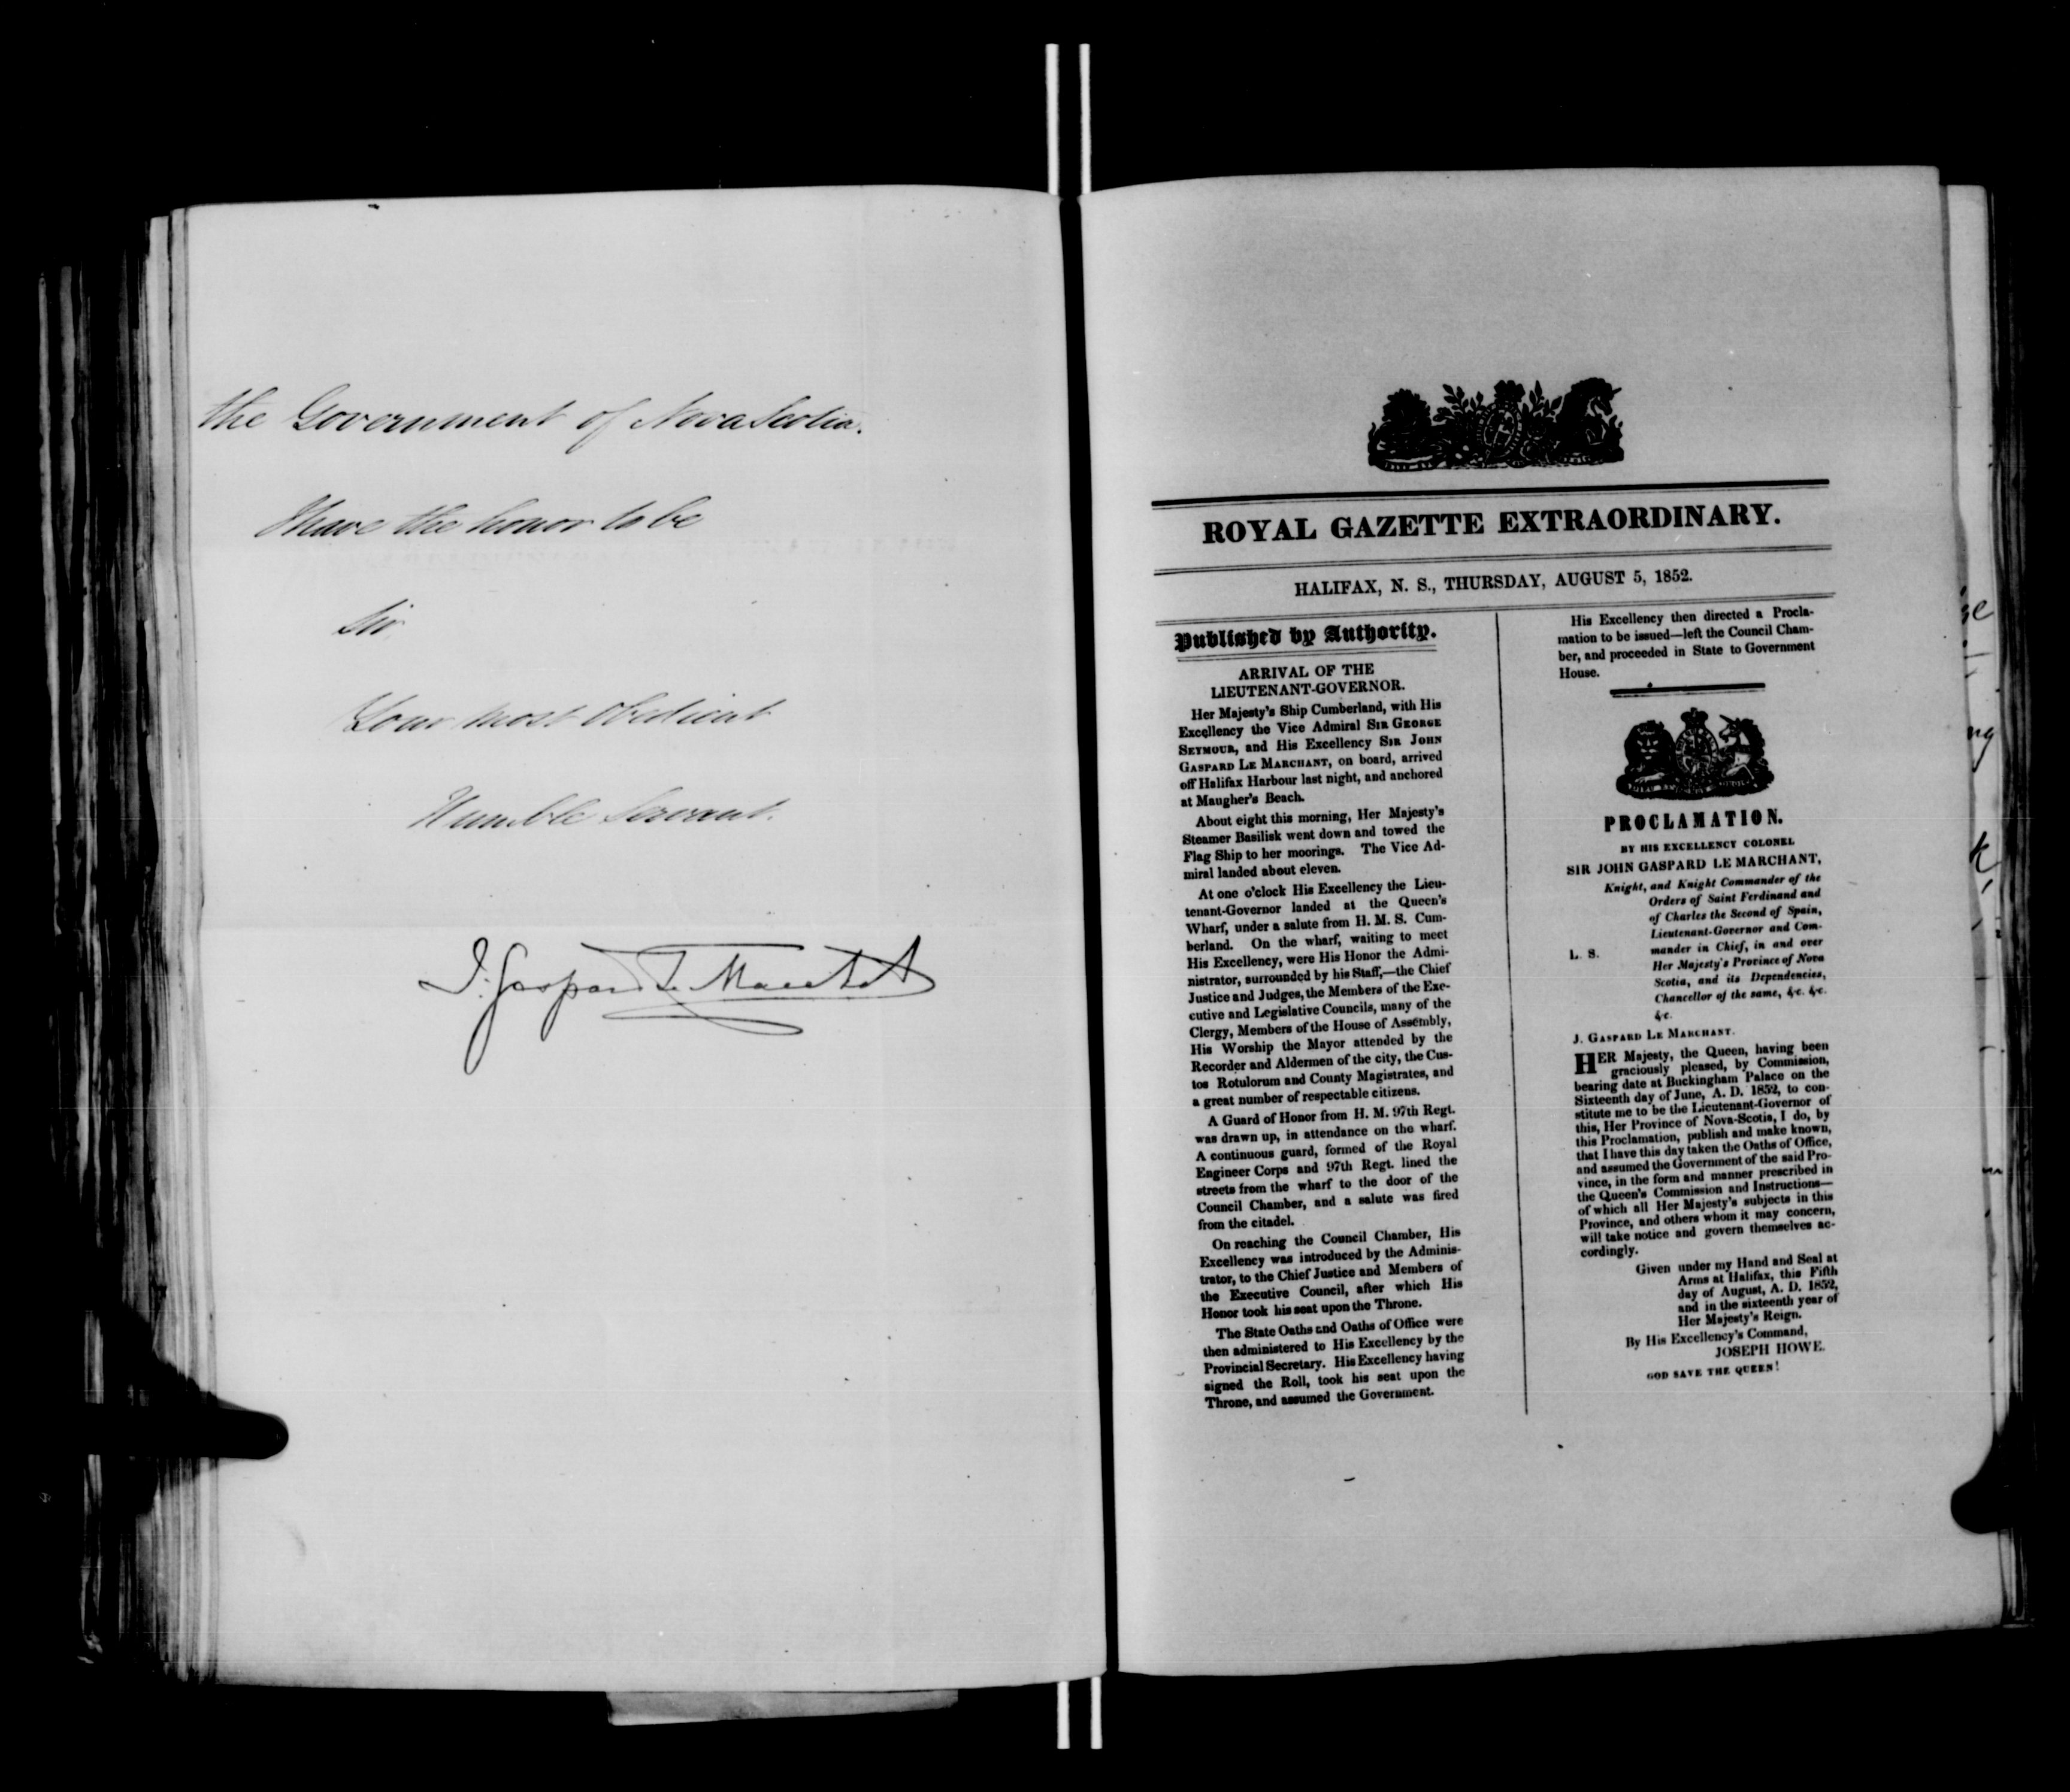 the Government of Nova Scotia.
I have the honor to be
Sir
Your most obedient
Humble Servant.
J. Gaspard Le Marchant
ROYAL GAZETTE EXTRAORDINARY.
HALIFAX, N. S., THURSDAY, AUGUST 5, 1852.
Published by Authority.
ARRIVAL OF THE
LIEUTENANT-GOVERNOR.
Her Majesty's Ship Cumberland, with His
Excellency the Vice Admiral SIR GEORGE
SEYMOUR, and His Excellency SIR JOHN
GASPARD LE MARCHANT, on board, arrived
off Halifax Harbour last night, and anchored
at Maugher's Beach.
About eight this morning, Her Majesty's
Steamer Basilisk went down and towed the
Flag Ship to her moorings. The Vice Ad-
miral landed about eleven.
At one o'clock His Excellency the Lieu-
tenant-Governor landed at the Queen's
Wharf, under a salute from H. M. S. Cum-
berland. On the wharf, waiting to meet
His Excellency, were His Honor the Admi-
nistrator, surrounded by his Staff,—the Chief
Justice and Judges, the Members of the Exe-
cutive and Legislative Councils, many of the
Clergy, Members of the House of Assembly,
His Worship the Mayor attended by the
Recorder and Aldermen of the city, the Cus-
tos Rotulorum and County Magistrates, and
a great number of respectable citizens.
A Guard of Honor from H. M. 97th Regt.
was drawn up, in attendance on the wharf.
A continuous guard, formed of the Royal
Engineer Corps and 97th Regt. lined the
streets from the wharf to the door of the
Council Chamber, and a salute was fired
from the citadel.
On reaching the Council Chamber, His
Excellency was introduced by the Adminis-
trator, to the Chief Justice and Members of
the Executive Council, after which His
Honor took his seat upon the Throne.
The State Oaths and Oaths of Office were
then administered to His Excellency by the
Provincial Secretary. His Excellency having
signed the Roll, took his seat upon the
Throne, and assumed the Government.
His Excellency then directed a Procla-
mation to be issued—left the Council Cham-
ber, and proceeded in State to Government
House.
PROCLAMATION.
BY HIS EXCELLENCY COLONEL
SIR JOHN GASPARD LE MARCHANT,
Knight, and Knight Commander of the
Orders of Saint Ferdinand and
of Charles the Second of Spain,
Lieutenant-Governor and Com-
L. S. mander in Chief, in and over
Her Majesty's Province of Nova
Scotia, and its Dependencies,
Chancellor of the same, &c. &c.
&c.
J. GASPARD LE MARCHANT.
HER Majesty, the Queen, having been
graciously pleased, by Commission,
bearing date at Buckingham Palace on the
Sixteenth day of June, A. D. 1852, to con-
stitute me to be the Lieutenant-Governor of
this, Her Province of Nova-Scotia, I do, by
this Proclamation, publish and make known,
that I have this day taken the Oaths of Office,
and assumed the Government of the said Pro-
vince, in the form and manner prescribed in
the Queen's Commission and Instructions—
of which all Her Majesty's subjects in this
Province, and others whom it may concern,
will take notice and govern themselves ac-
cordingly.
Given under my Hand and Seal at
Arms at Halifax, this Fifth
day of August, A. D. 1852,
and in the sixteenth year of
Her Majesty's Reign.
By His Excellency's Command,
JOSEPH HOWE.
GOD SAVE THE QUEEN!